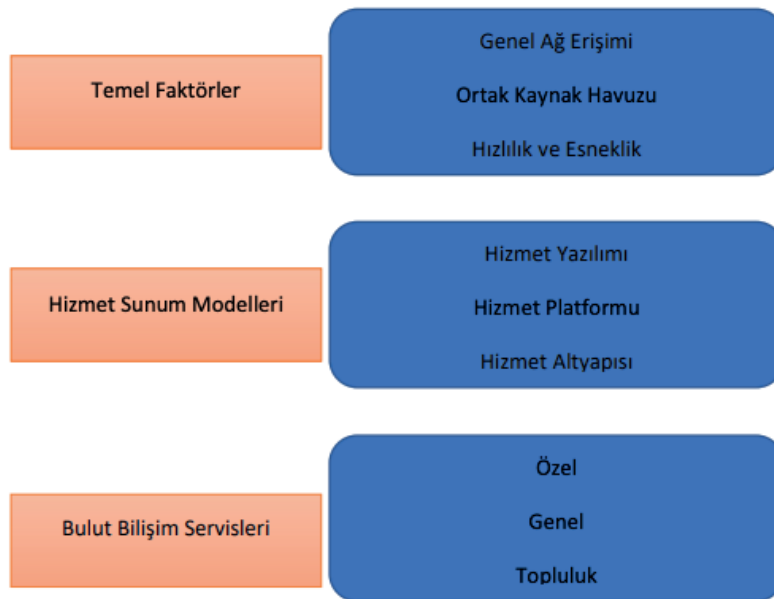 Temel Faktörler
Genel Ağ Erişimi
Ortak Kaynak Havuzu
Hızlılık ve Esneklik
Hizmet Sunum Modelleri
Hizmet Yazılımı
Hizmet Platformu
Hizmet Altyapısı
Bulut Bilişim Servisleri
Özel
Genel
Topluluk